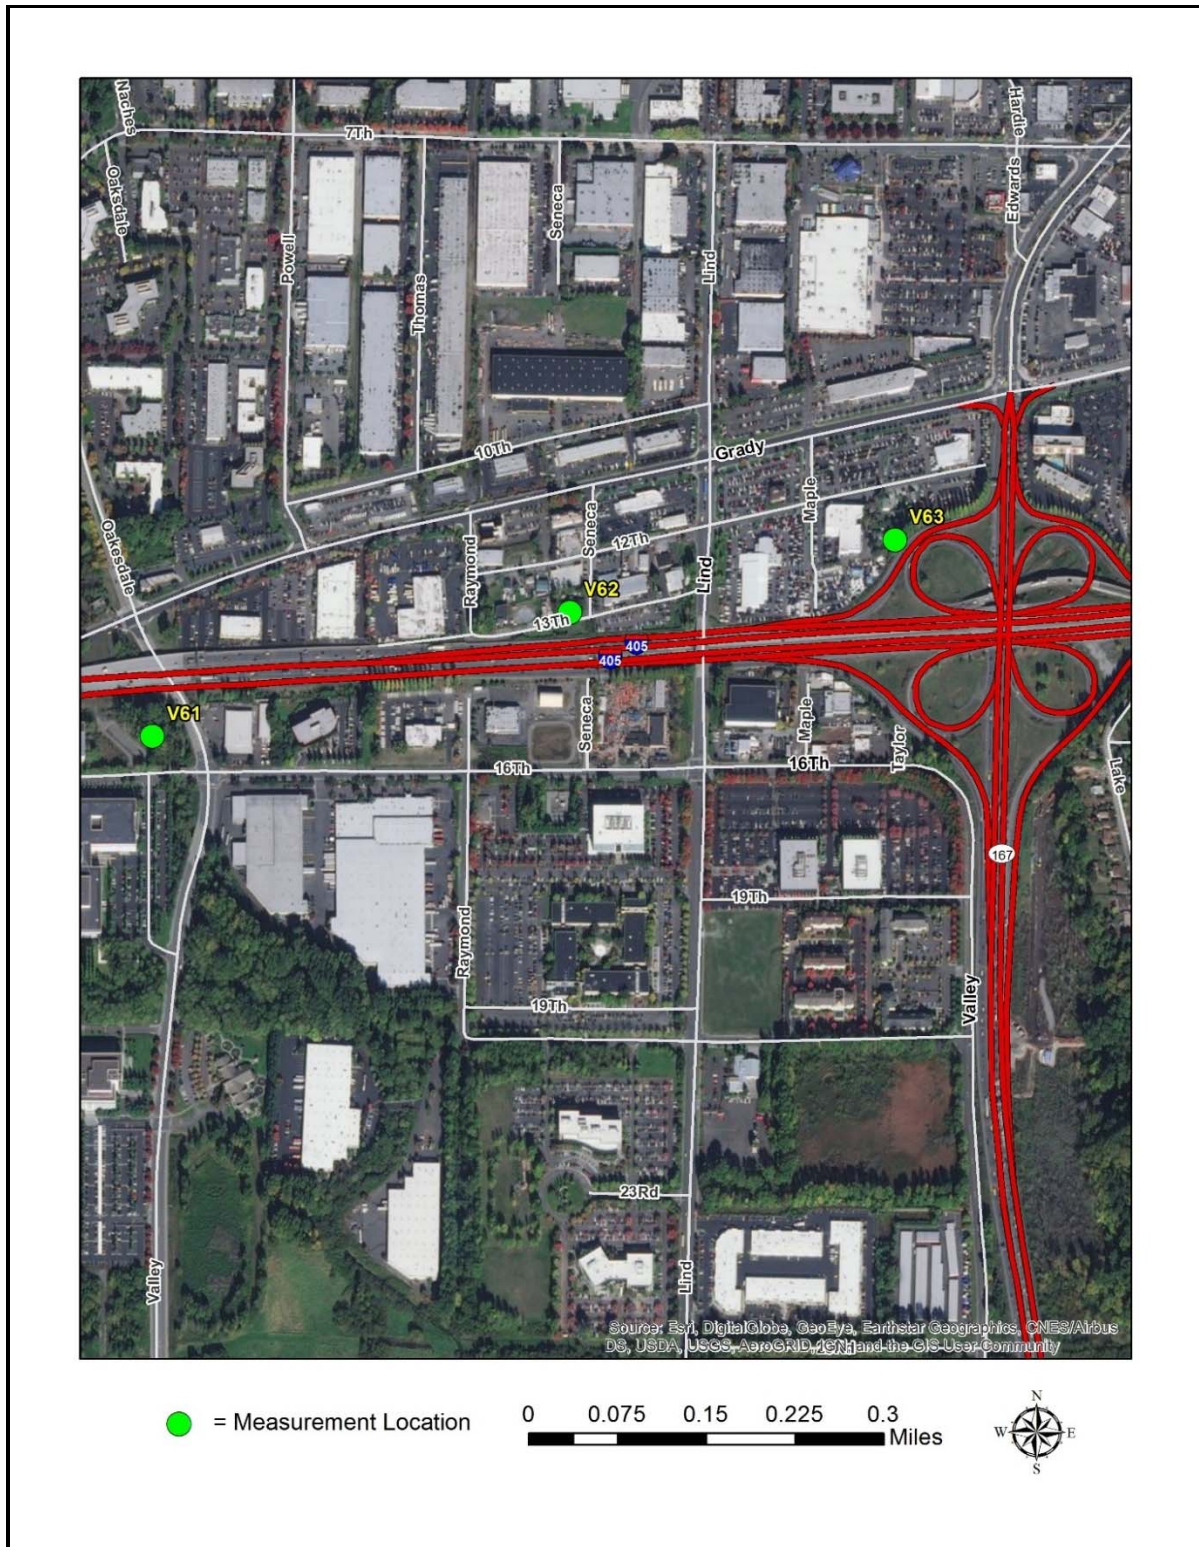 Naches
Hardie
7Th
Oaksdale
Edwards
Seneca
Powell
Lind
Thomas
10Th
Grady
Maple
V63
Oakesdale
Seneca
12Th
Raymond
Lind
V62
13Th
405
405
V61
Seneca
Maple
Taylor
16Th
16Th
Lake
167
19Th
Raymond
Valley
19Th
23Rd
Valley
Lind
Source: Esri, DigitalGlobe, GeoEye, Earthstar Geographics, CNES/Airbus
DS, USDA, USGS, AeroGRID, IGN, and the GIS User Community
= Measurement Location
0 0.075 0.15 0.225 0.3
Miles
N
W E
S